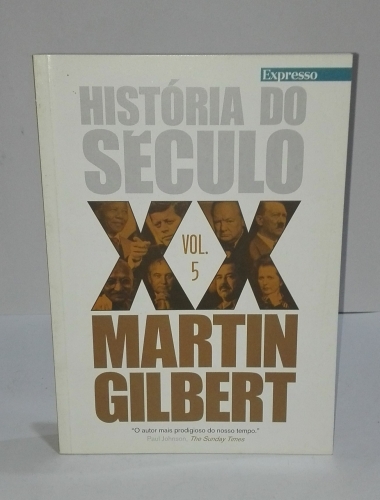 Expresso
HISTÓRIA DO
SÉCULO
XX
VOL.
5
MARTIN
GILBERT
"O autor mais prodigioso do nosso tempo."
Paul Johnson, The Sunday Times